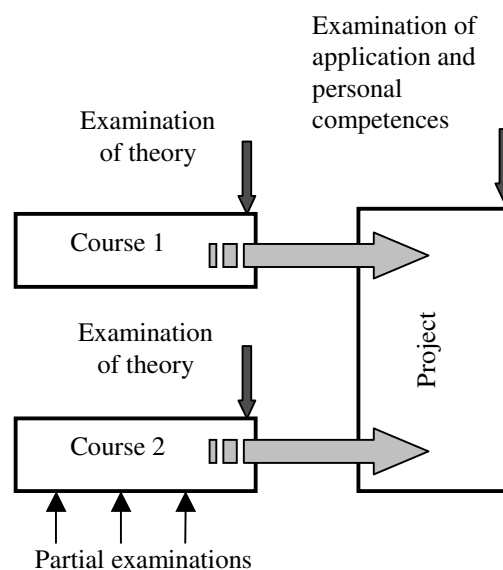 Examination of
application and
personal
competences
Examination
of theory
Course 1
Examination
of theory
Course 2
Project
Partial examinations